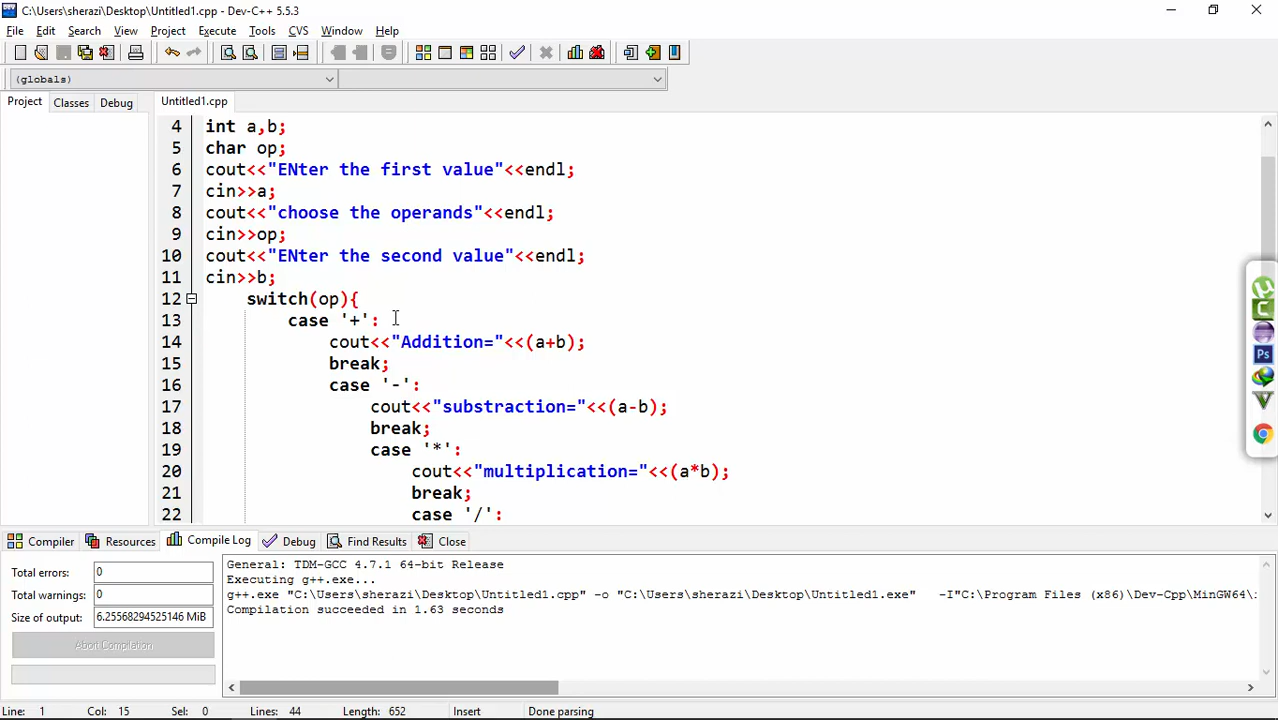 C:\Users\sherazi\Desktop\Untitled1.cpp - Dev-C++ 5.5.3
File Edit Search View Project Execute Tools CVS Window Help
(globals)
Project Classes Debug Untitled1.cpp
4 int a,b;
5 char op;
6 cout<<"ENter the first value"<<endl;
7 cin>>a;
8 cout<<"choose the operands"<<endl;
9 cin>>op;
10 cout<<"ENter the second value"<<endl;
11 cin>>b;
12 switch(op){
13 case '+':
14 cout<<"Addition="<<(a+b);
15 break;
16 case '-':
17 cout<<"substraction="<<(a-b);
18 break;
19 case '*':
20 cout<<"multiplication="<<(a*b);
21 break;
22 case '/':
Compiler Resources Compile Log Debug Find Results Close
Total errors: 0
Total warnings: 0
Size of output: 6.25568294525146 MiB
Abort Compilation
General: TDM-GCC 4.7.1 64-bit Release
Executing g++.exe...
g++.exe "C:\Users\sherazi\Desktop\Untitled1.cpp" -o "C:\Users\sherazi\Desktop\Untitled1.exe" -I"C:\Program Files (x86)\Dev-Cpp\MinGW64\
Compilation succeeded in 1.63 seconds
Line: 1 Col: 15 Sel: 0 Lines: 44 Length: 652 Insert Done parsing